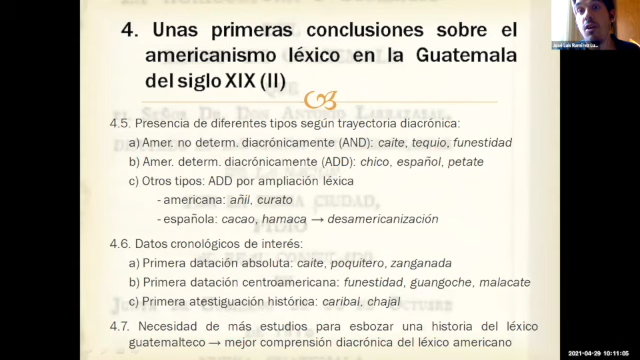 4. Unas primeras conclusiones sobre el
americanismo léxico en la Guatemala
del siglo XIX (II)
4.5. Presencia de diferentes tipos según trayectoria diacrónica:
a) Amer. no determ. diacrónicamente (AND): caite, tequio, funestidad
b) Amer. determ. diacrónicamente (ADD): chico, español, petate
c) Otros tipos: ADD por ampliación léxica
- americana: añil, curato
- española: cacao, hamaca → desamericanización
4.6. Datos cronológicos de interés:
a) Primera datación absoluta: caite, poquitero, zanganada
b) Primera datación centroamericana: funestidad, guangoche, malacate
c) Primera atestiguación histórica: caribal, chajal
4.7. Necesidad de más estudios para esbozar una historia del léxico
guatemalteco → mejor comprensión diacrónica del léxico americano
José Luis Ramírez Lu...
2021-04-29 10:11:05